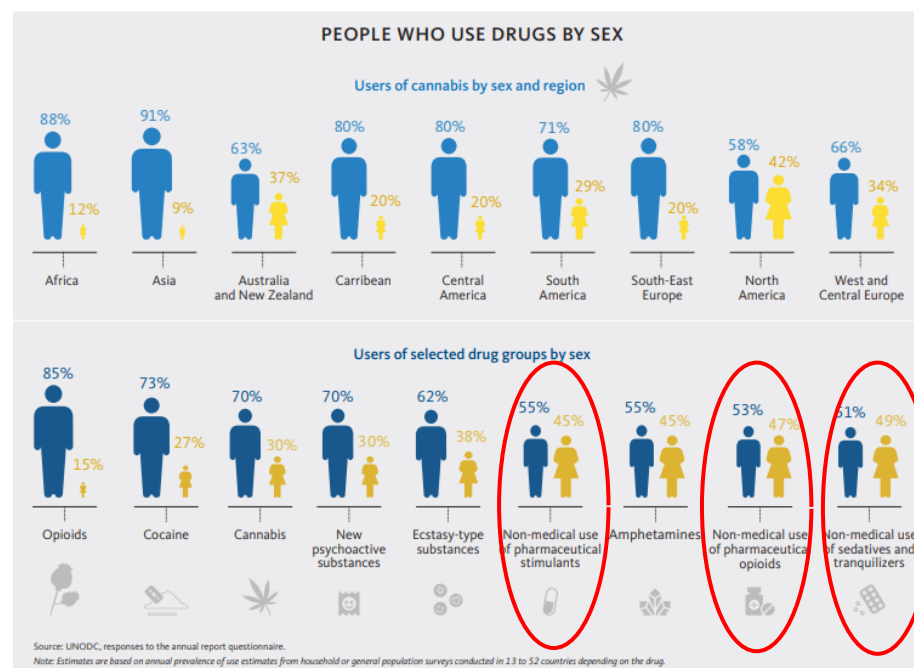 PEOPLE WHO USE DRUGS BY SEX
Users of cannabis by sex and region
88% 12% 91% 9% 63% 37% 80% 20% 80% 20% 71% 29% 80% 20% 58% 42% 66% 34%
Africa Asia Australia Carribean Central South South-East North West and
and New Zealand America America Europe America Central Europe
Users of selected drug groups by sex
85% 15% 73% 27% 70% 30% 70% 30% 62% 38% 55% 45% 55% 45% 53% 47% 51% 49%
Opioids Cocaine Cannabis New Ecstasy-type Non-medical use Amphetamines Non-medical use Non-medical use
psychoactive substances of pharmaceutical of pharmaceutical of sedatives and
substances stimulants opioids tranquilizers
Source: UNODC, responses to the annual report questionnaire.
Note: Estimates are based on annual prevalence of use estimates from household or general population surveys conducted in 13 to 52 countries depending on the drug.